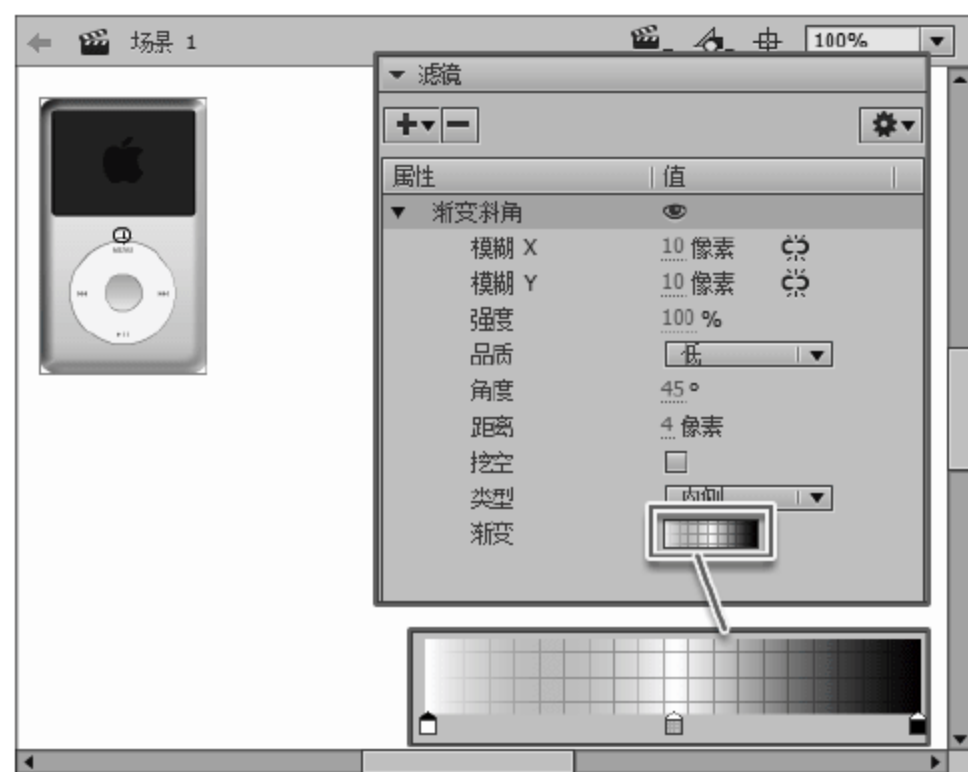 场景 1
100%
滤镜
属性 值
渐变斜角
模糊 X 10 像素
模糊 Y 10 像素
强度 100 %
品质 低
角度 45°
距离 4 像素
挖空
类型 内侧
渐变
MENU